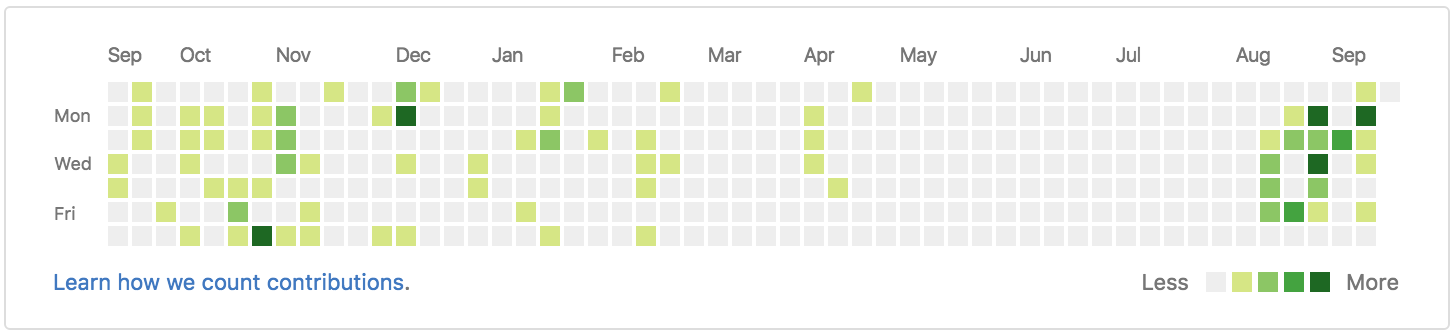 Sep Oct Nov Dec Jan Feb Mar Apr May Jun Jul Aug Sep
Mon
Wed
Fri
Learn how we count contributions.
Less More